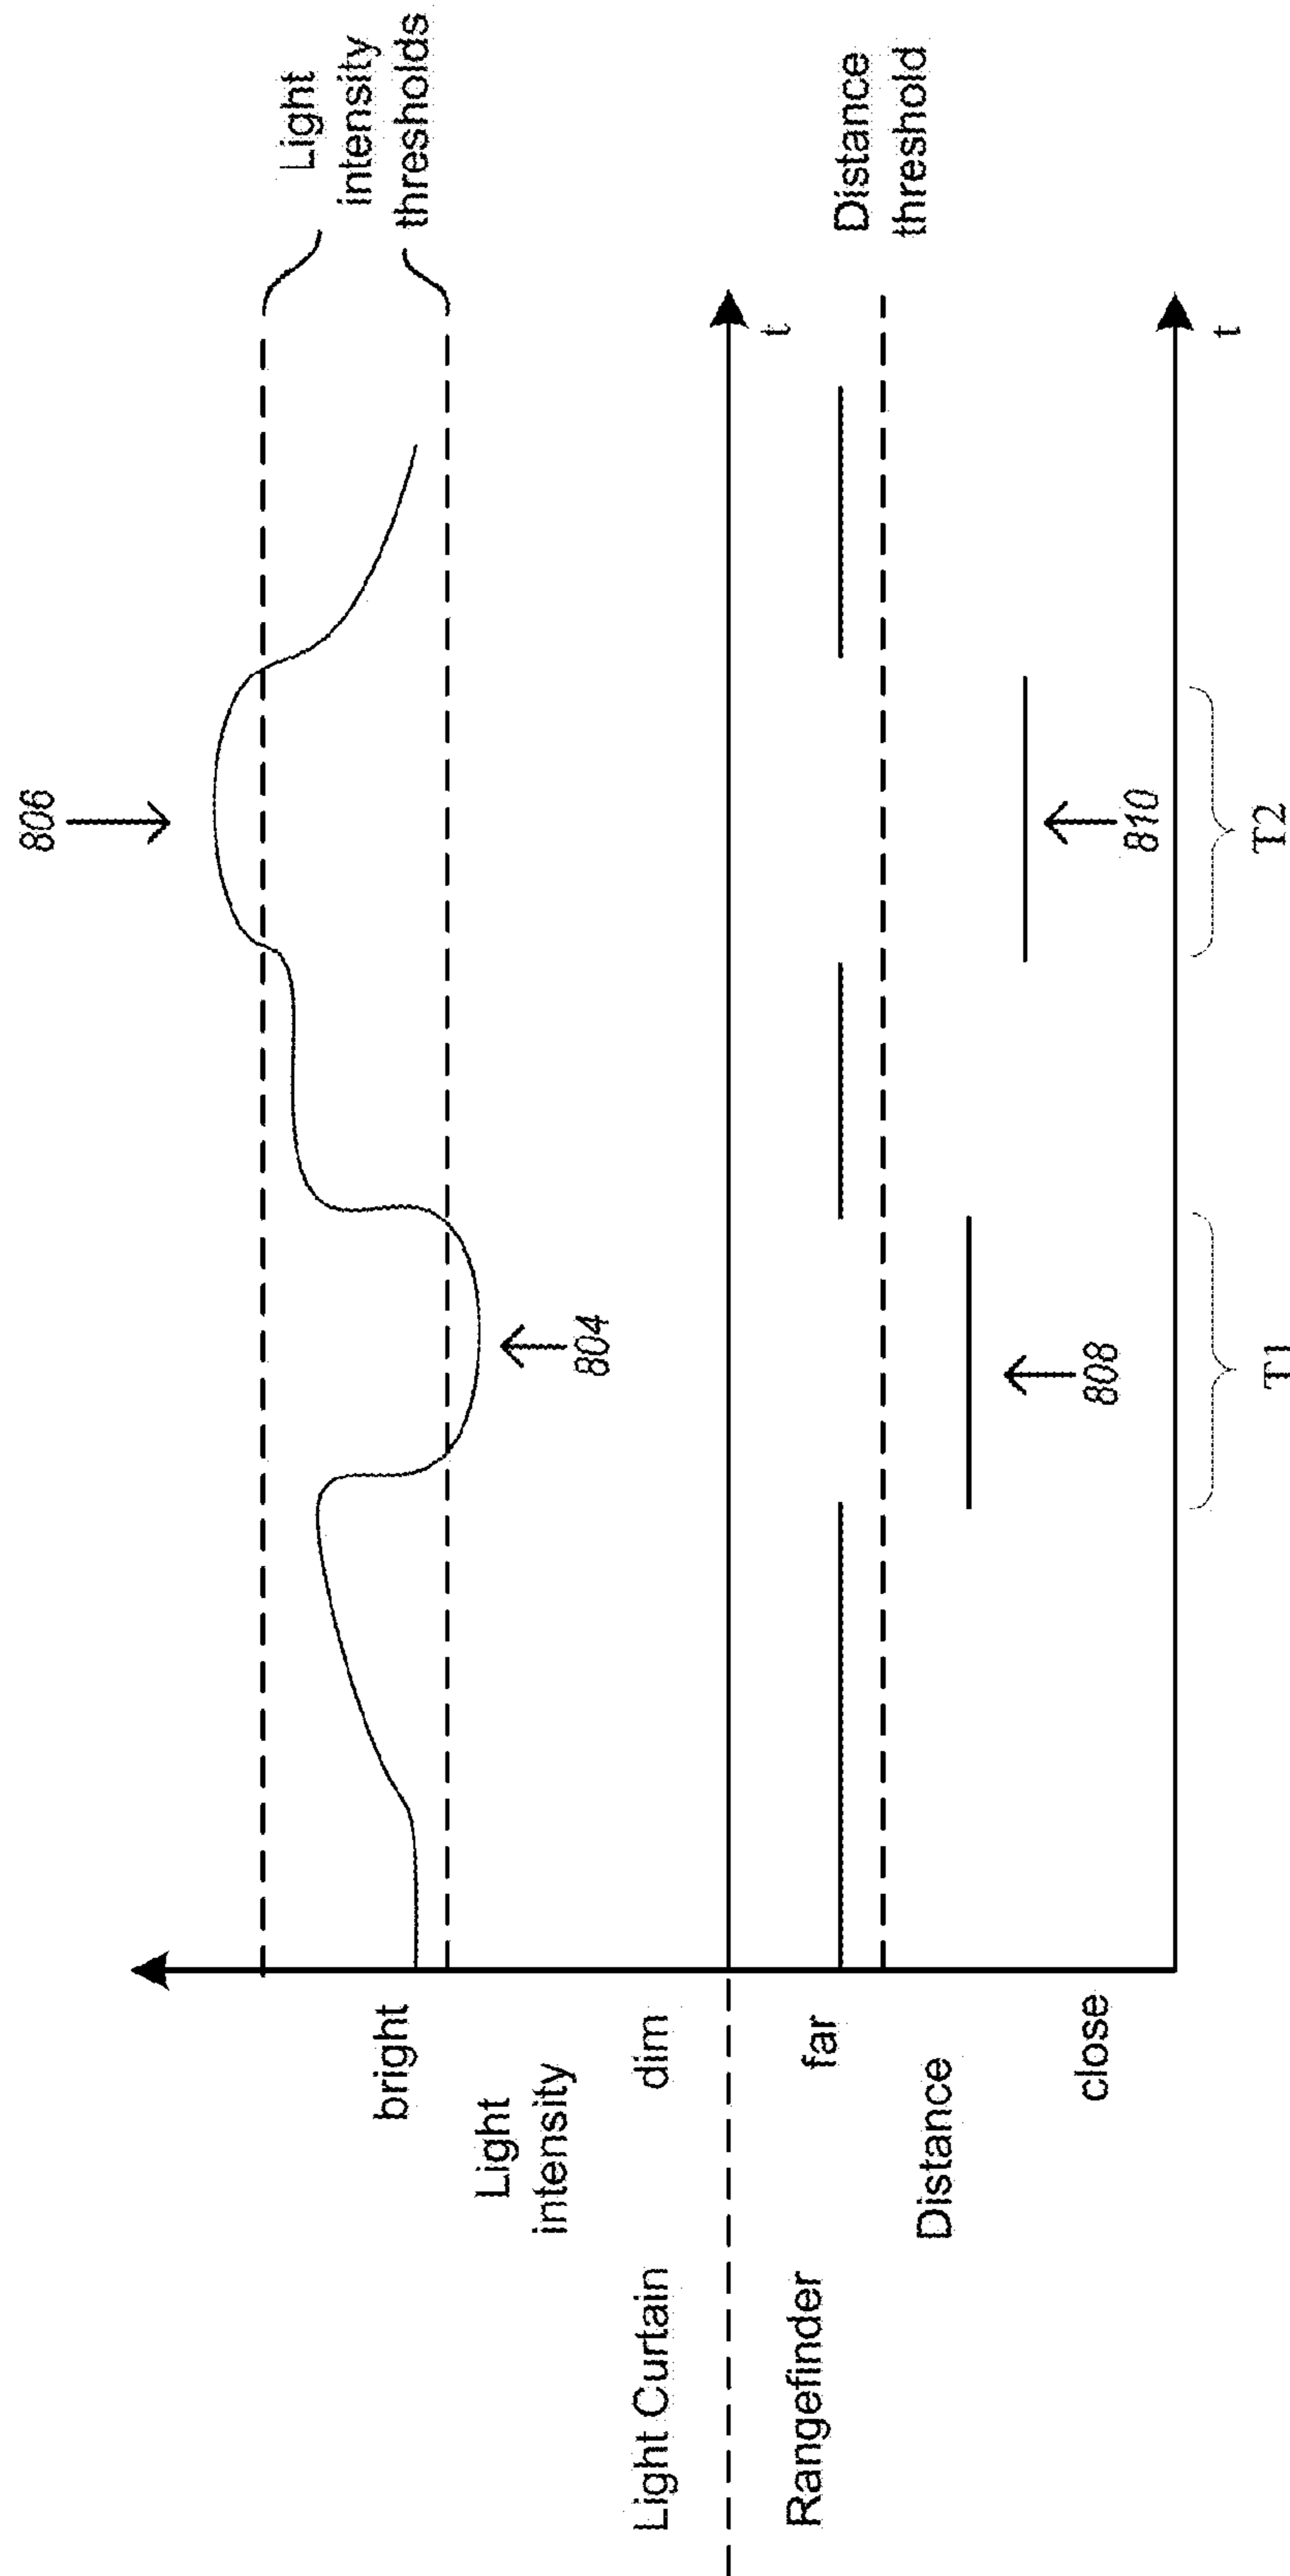 806
Light
intensity
thresholds
bright
Light
intensity
804
dim
Light Curtain
t
Rangefinder
far
Distance
threshold
Distance
808
810
close
t
T1
T2